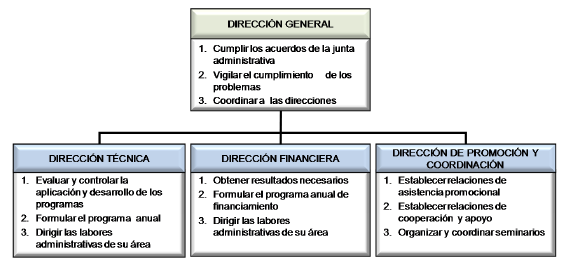 DIRECCIÓN GENERAL
1. Cumplir los acuerdos de la junta
administrativa
2. Vigilar el cumplimiento de los
problemas
3. Coordinar a las direcciones
DIRECCIÓN TÉCNICA
1. Evaluar y controlar la
aplicación y desarrollo de los
programas
2. Formular el programa anual
3. Dirigir las labores
administrativas de su área
DIRECCIÓN FINANCIERA
1. Obtener resultados necesarios
2. Formular el programa anual de
financiamiento
3. Dirigir las labores
administrativas de su área
DIRECCIÓN DE PROMOCIÓN Y
COORDINACIÓN
1. Establecer relaciones de
asistencia promocional
2. Establecer relaciones de
cooperación y apoyo
3. Organizar y coordinar seminarios